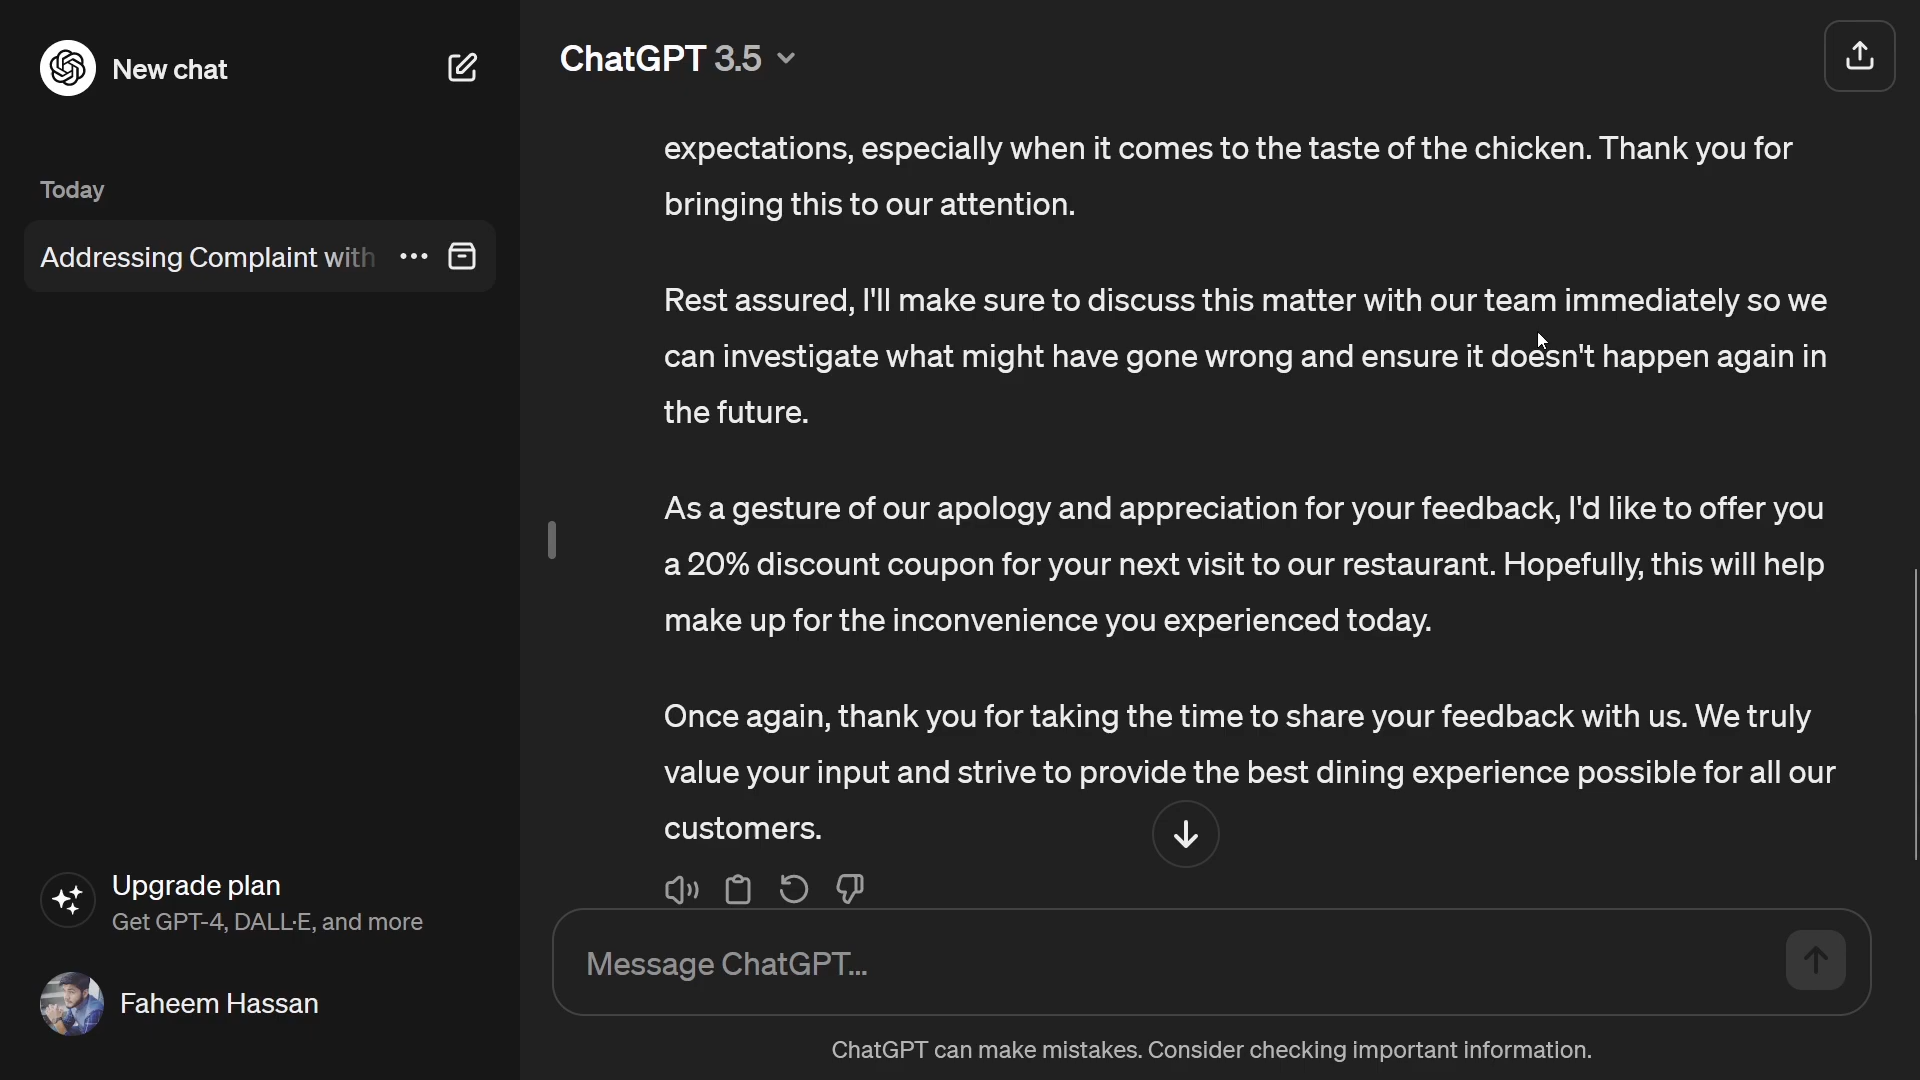 New chat
Today
Addressing Complaint with
Upgrade plan
Get GPT-4, DALL·E, and more
Faheem Hassan
ChatGPT 3.5
expectations, especially when it comes to the taste of the chicken. Thank you for
bringing this to our attention.
Rest assured, I'll make sure to discuss this matter with our team immediately so we
can investigate what might have gone wrong and ensure it doesn't happen again in
the future.
As a gesture of our apology and appreciation for your feedback, I'd like to offer you
a 20% discount coupon for your next visit to our restaurant. Hopefully, this will help
make up for the inconvenience you experienced today.
Once again, thank you for taking the time to share your feedback with us. We truly
value your input and strive to provide the best dining experience possible for all our
customers.
Message ChatGPT...
ChatGPT can make mistakes. Consider checking important information.